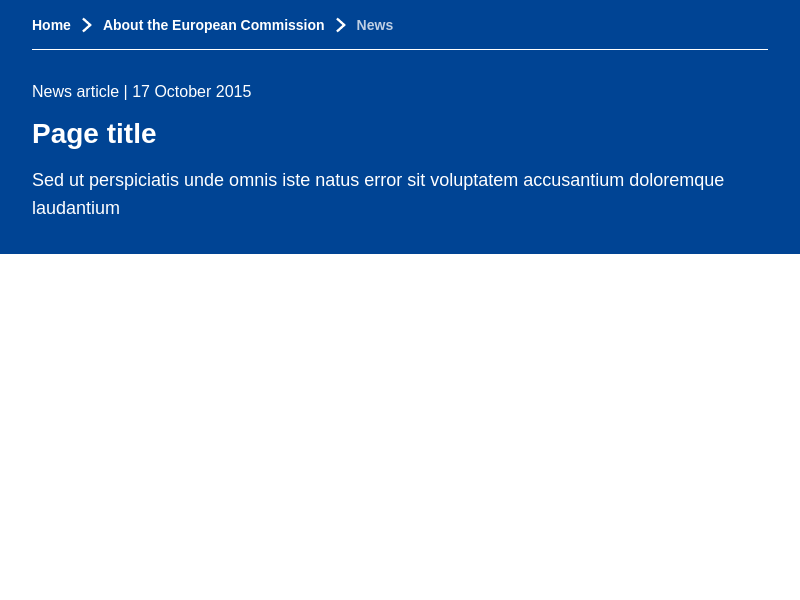 Home About the European Commission News
News article | 17 October 2015
Page title
Sed ut perspiciatis unde omnis iste natus error sit voluptatem accusantium doloremque
laudantium